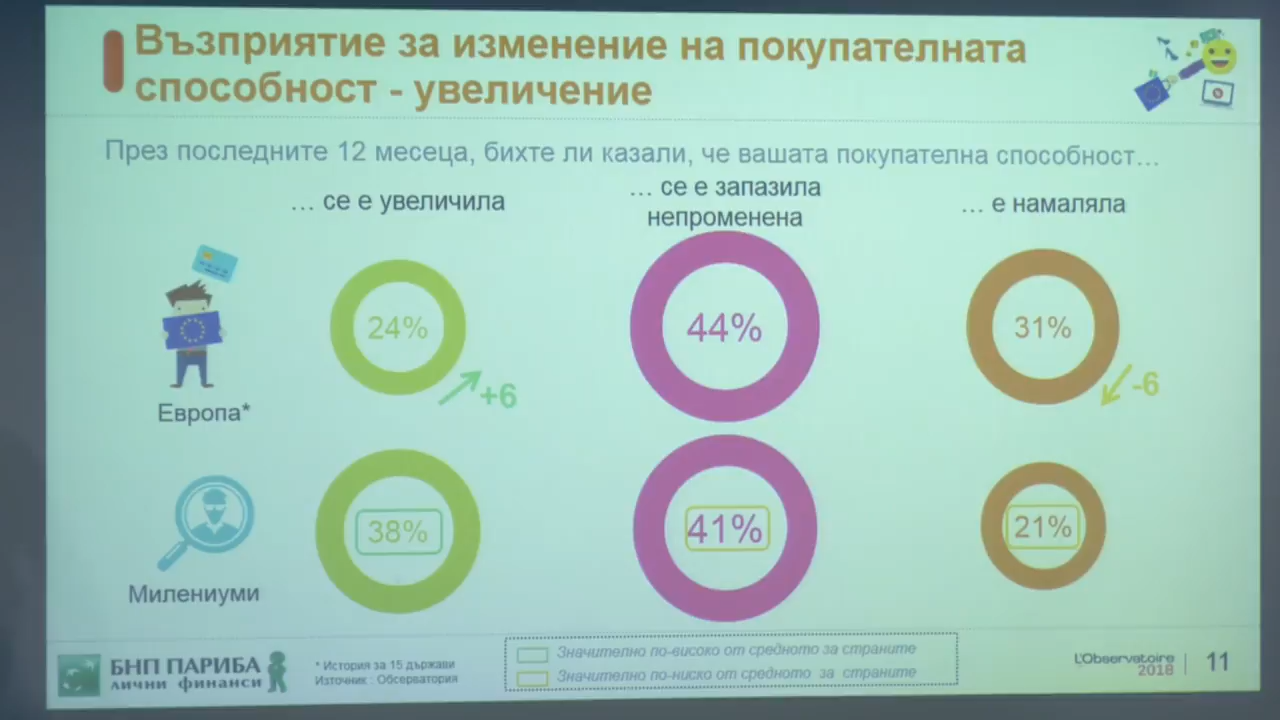 Възприятие за изменение на покупателната
способност - увеличение
През последните 12 месеца, бихте ли казали, че вашата покупателна способност...
... се е увеличила
... се е запазила
непроменена
... е намаляла
24%
44%
31%
+6
-6
Европа*
38%
41%
21%
Милениуми
БНП ПАРИБА
лични финанси
* История за 15 държави
Източник : Обсерватория
Значително по-високо от средното за страните
Значително по-ниско от средното за страните
L'Observatoire
2018
11